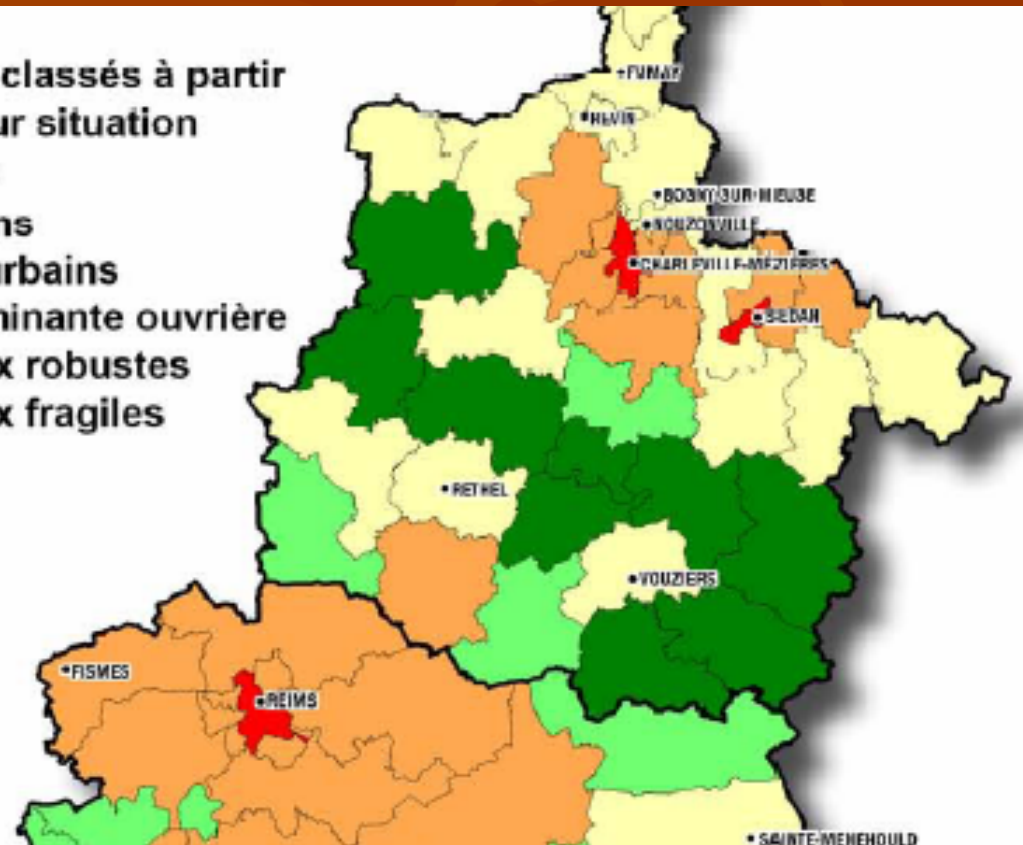 classés à partir
ur situation
ns
urbains
minante ouvrière
x robustes
x fragiles
FUMAY
REVIN
BOGNY-SUR-MEUSE
NOUZONVILLE
CHARLEVILLE-MEZIERES
SEDAN
RETHEL
VOUZIERS
FISMES
REIMS
SAINTE-MENEHOULD